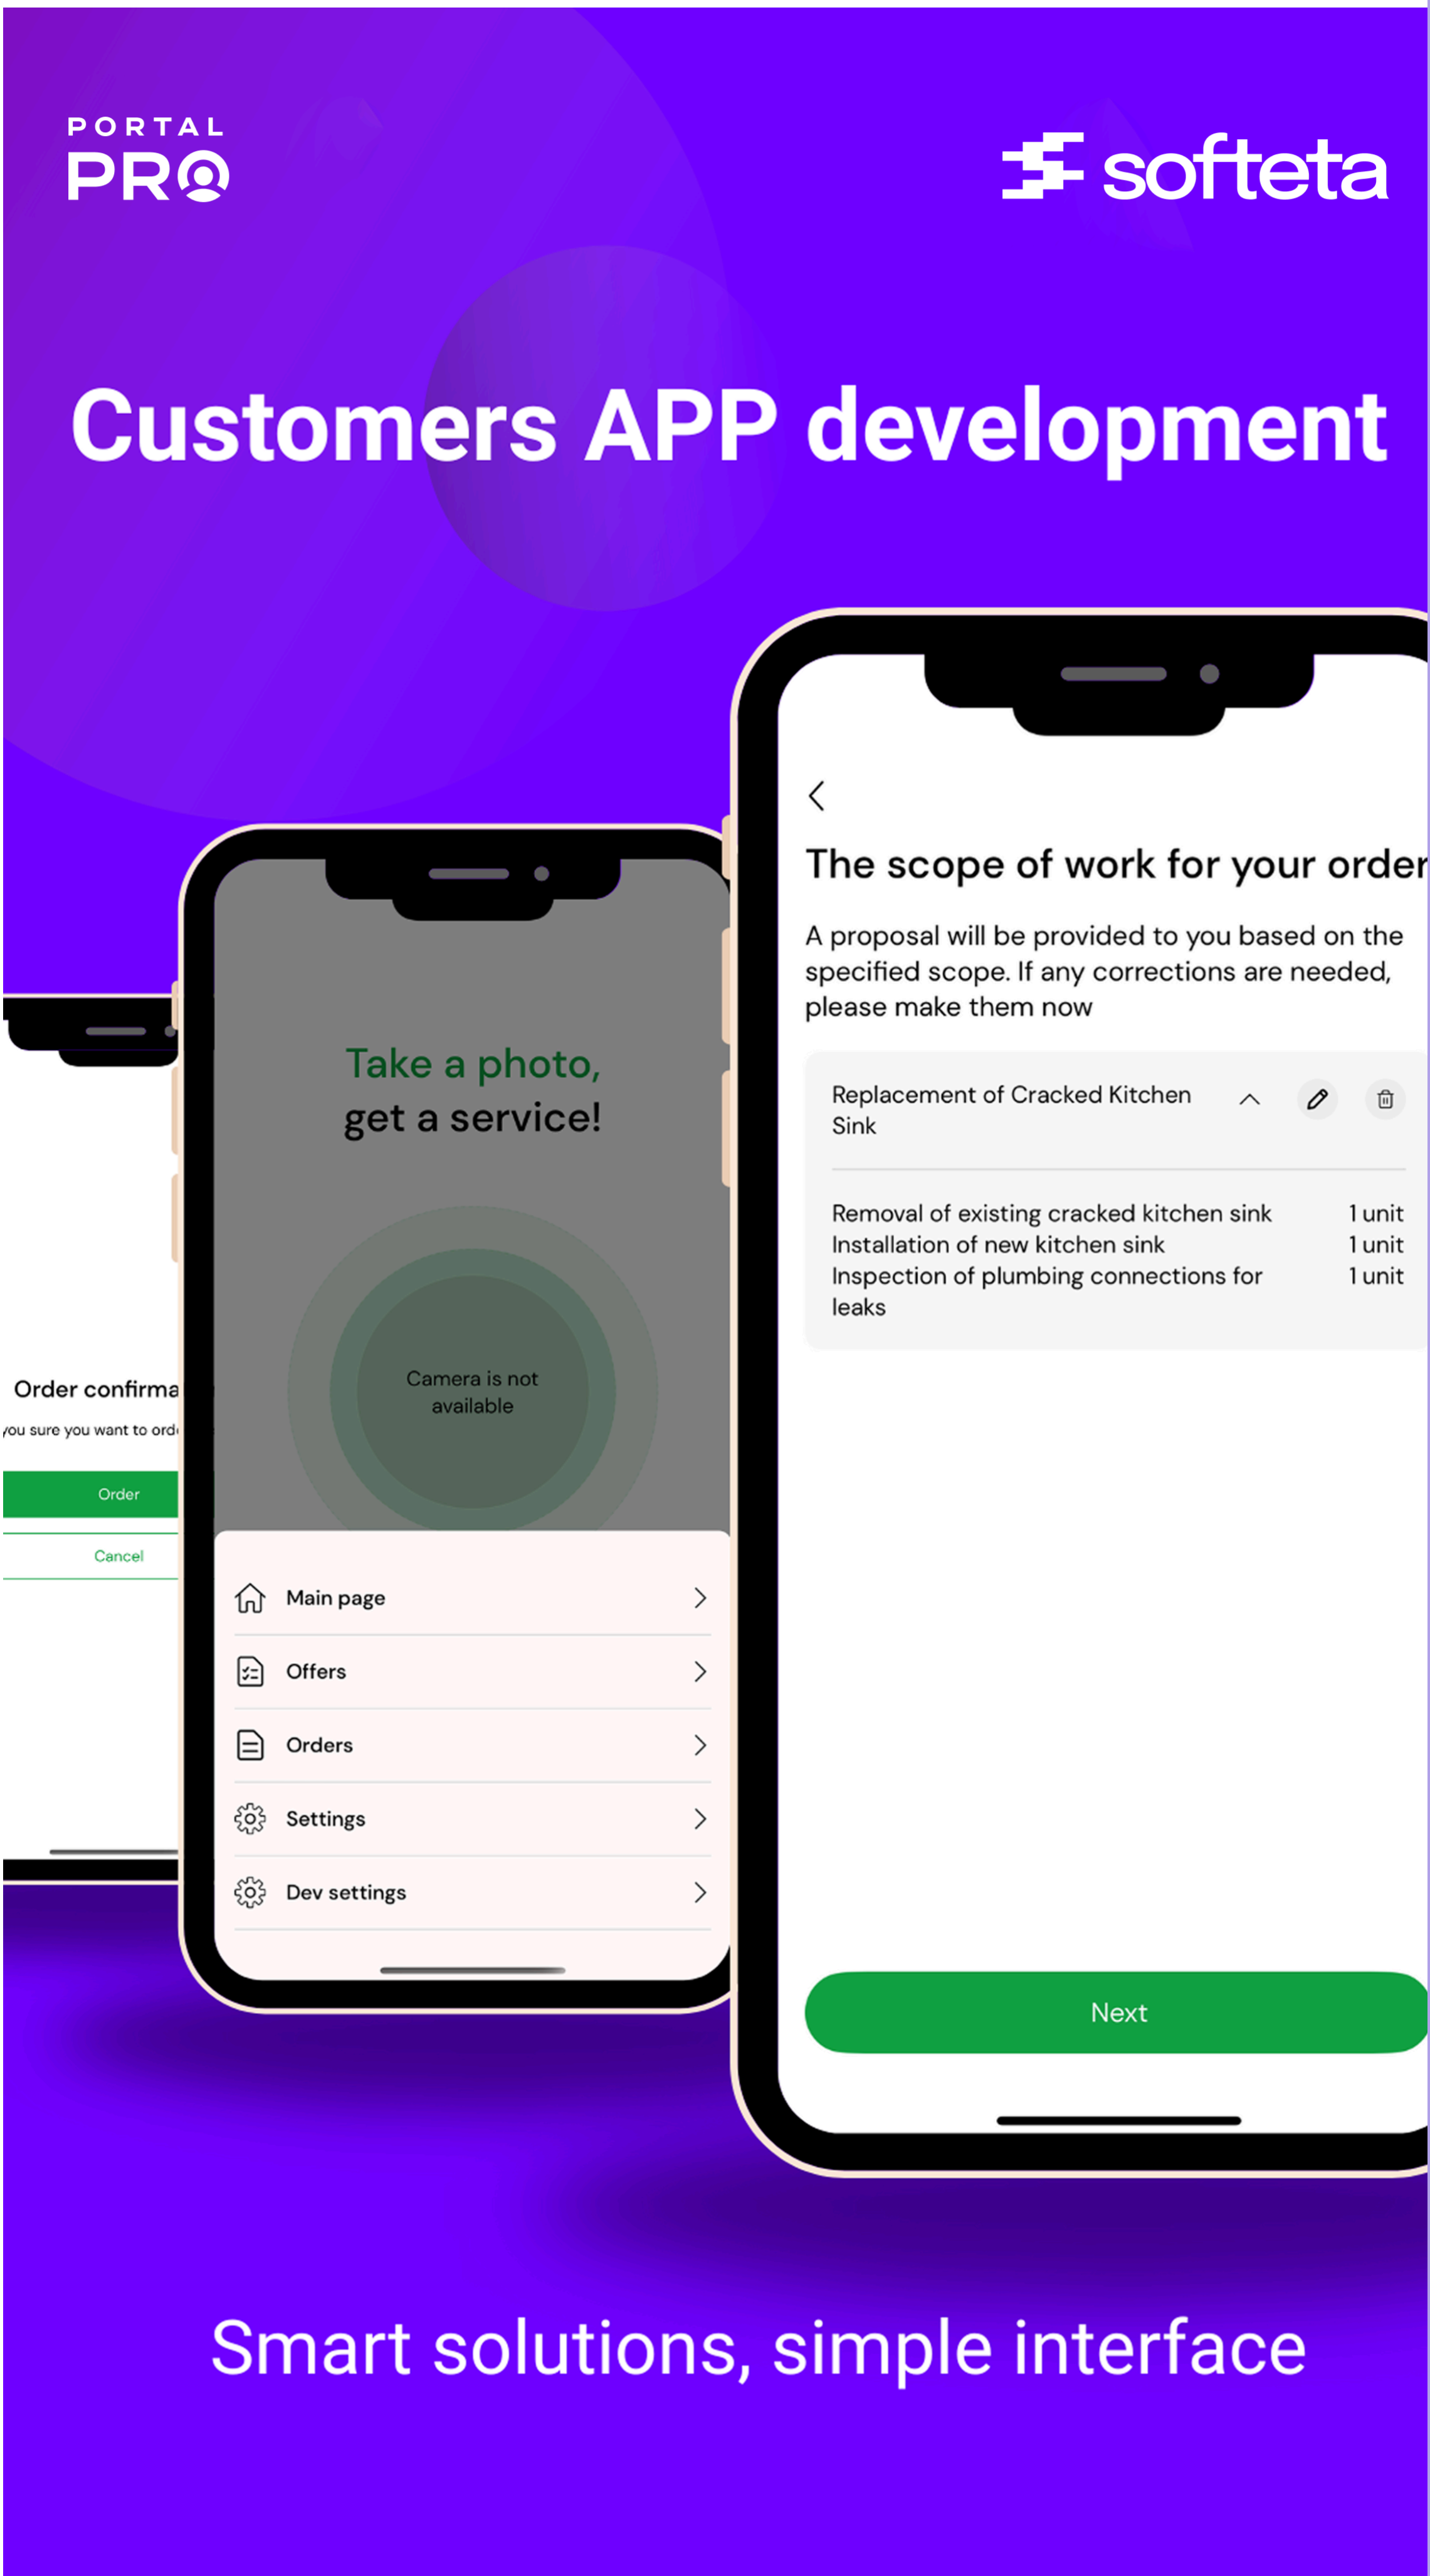 PORTAL
PRO
softeta
Customers APP development
The scope of work for your order
A proposal will be provided to you based on the
specified scope. If any corrections are needed,
please make them now
Replacement of Cracked Kitchen
Sink
Removal of existing cracked kitchen sink 1 unit
Installation of new kitchen sink 1 unit
Inspection of plumbing connections for 1 unit
leaks
Next
Take a photo,
get a service!
Camera is not
available
Main page
Offers
Orders
Settings
Dev settings
Order confirma
you sure you want to ord
Order
Cancel
Smart solutions, simple interface